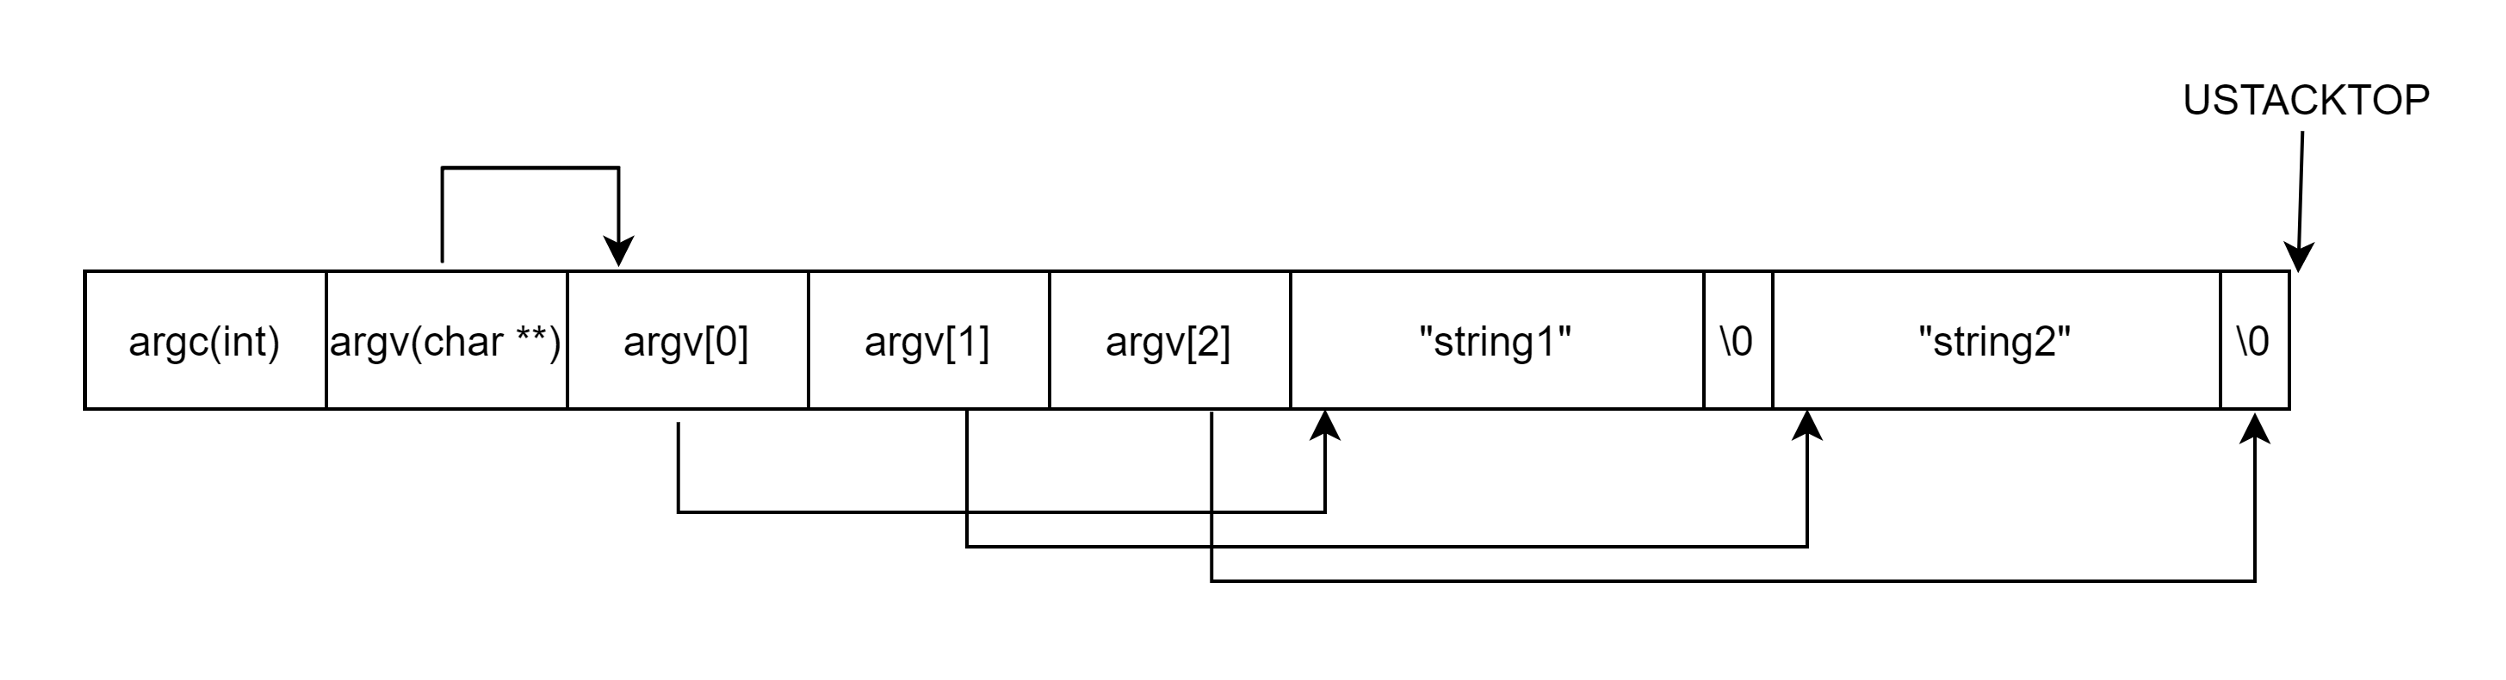 USTACKTOP
argc(int)
argv(char **)
argv[0]
argv[1]
argv[2]
"string1"
\0
"string2"
\0